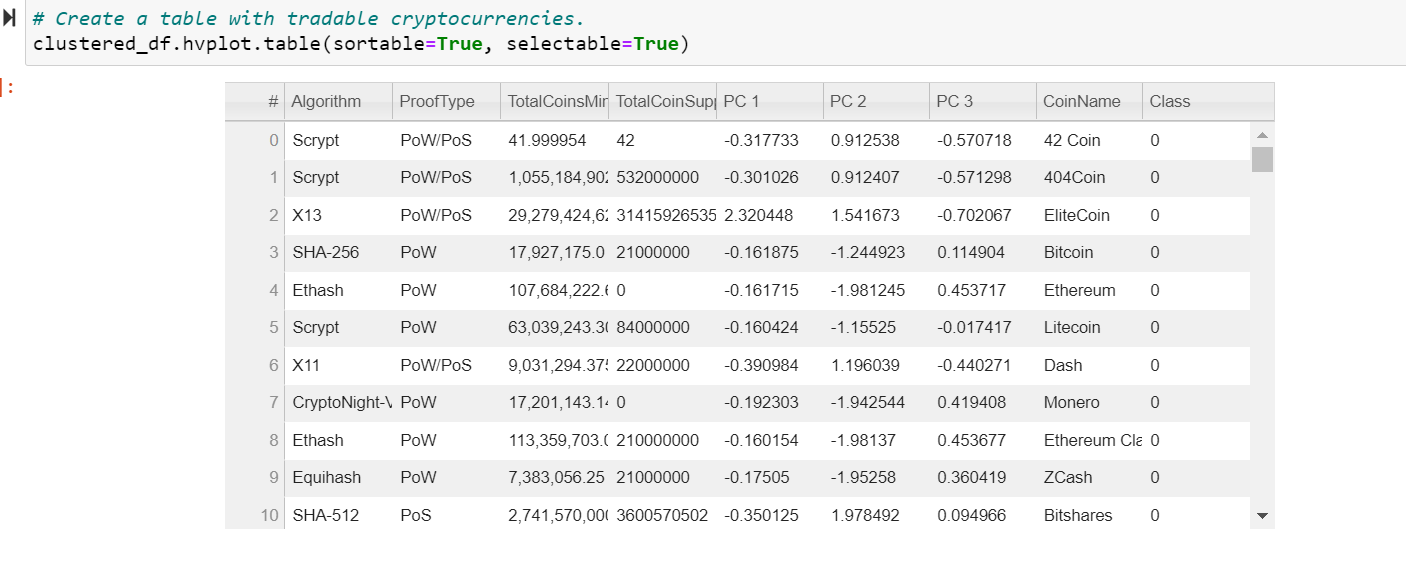 # Create a table with tradable cryptocurrencies.
clustered_df.hvplot.table(sortable=True, selectable=True)
]:
# Algorithm ProofType TotalCoinsMin TotalCoinSupp PC 1 PC 2 PC 3 CoinName Class
0 Scrypt PoW/PoS 41.999954 42 -0.317733 0.912538 -0.570718 42 Coin 0
1 Scrypt PoW/PoS 1,055,184,902 532000000 -0.301026 0.912407 -0.571298 404Coin 0
2 X13 PoW/PoS 29,279,424,62 31415926535 2.320448 1.541673 -0.702067 EliteCoin 0
3 SHA-256 PoW 17,927,175.0 21000000 -0.161875 -1.244923 0.114904 Bitcoin 0
4 Ethash PoW 107,684,222.6 0 -0.161715 -1.981245 0.453717 Ethereum 0
5 Scrypt PoW 63,039,243.30 84000000 -0.160424 -1.15525 -0.017417 Litecoin 0
6 X11 PoW/PoS 9,031,294.375 22000000 -0.390984 1.196039 -0.440271 Dash 0
7 CryptoNight-V PoW 17,201,143.14 0 -0.192303 -1.942544 0.419408 Monero 0
8 Ethash PoW 113,359,703.0 210000000 -0.160154 -1.98137 0.453677 Ethereum Cla 0
9 Equihash PoW 7,383,056.25 21000000 -0.17505 -1.95258 0.360419 ZCash 0
10 SHA-512 PoS 2,741,570,000 3600570502 -0.350125 1.978492 0.094966 Bitshares 0